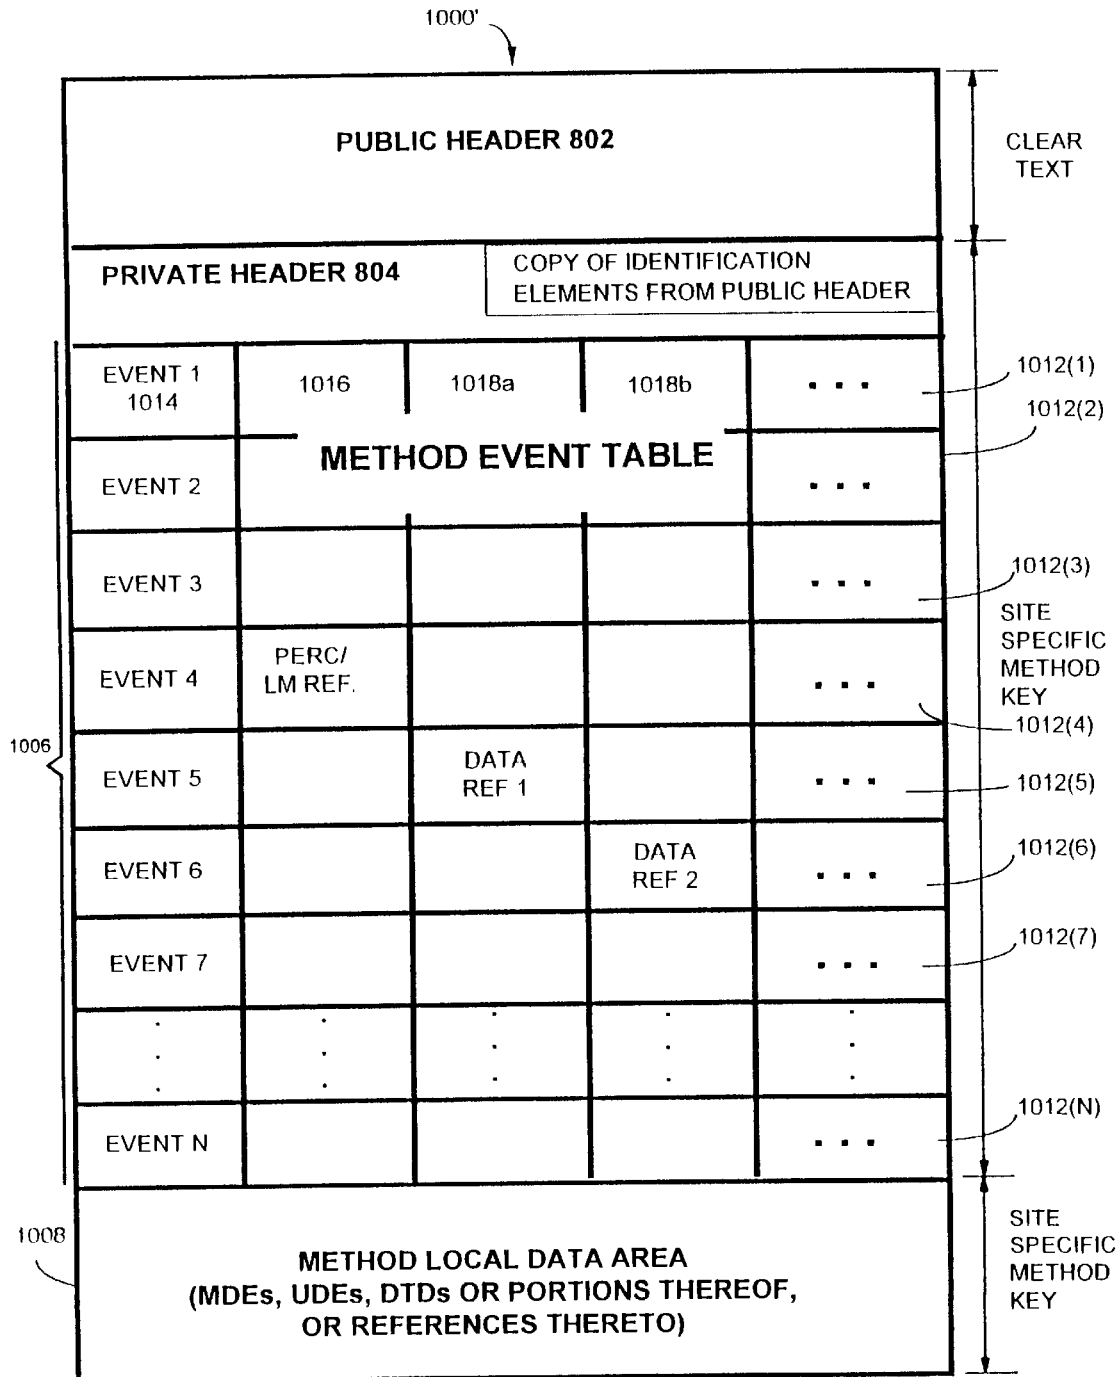 1000'
PUBLIC HEADER 802
CLEAR
TEXT
PRIVATE HEADER 804
COPY OF IDENTIFICATION
ELEMENTS FROM PUBLIC HEADER
EVENT 1
1014
1016
1018a
1018b
. . .
1012(1)
1012(2)
METHOD EVENT TABLE
EVENT 2
. . .
EVENT 3
. . .
1012(3)
SITE
SPECIFIC
METHOD
KEY
EVENT 4
PERC/
LM REF.
. . .
1012(4)
1006
EVENT 5
DATA
REF 1
. . .
1012(5)
EVENT 6
DATA
REF 2
. . .
1012(6)
EVENT 7
. . .
1012(7)
EVENT N
. . .
1012(N)
1008
METHOD LOCAL DATA AREA
(MDEs, UDEs, DTDs OR PORTIONS THEREOF,
OR REFERENCES THERETO)
SITE
SPECIFIC
METHOD
KEY